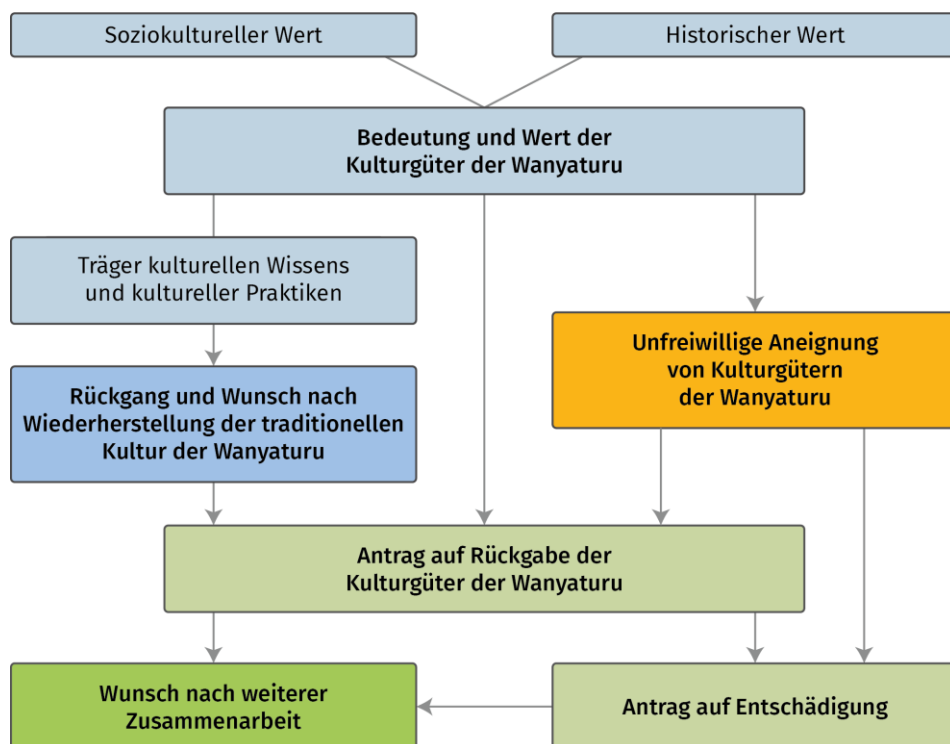 Soziokultureller Wert
Historischer Wert
Bedeutung und Wert der
Kulturgüter der Wanyaturu
Träger kulturellen Wissens
und kultureller Praktiken
Unfreiwillige Aneignung
von Kulturgütern
der Wanyaturu
Rückgang und Wunsch nach
Wiederherstellung der traditionellen
Kultur der Wanyaturu
Antrag auf Rückgabe der
Kulturgüter der Wanyaturu
Wunsch nach weiterer
Zusammenarbeit
Antrag auf Entschädigung